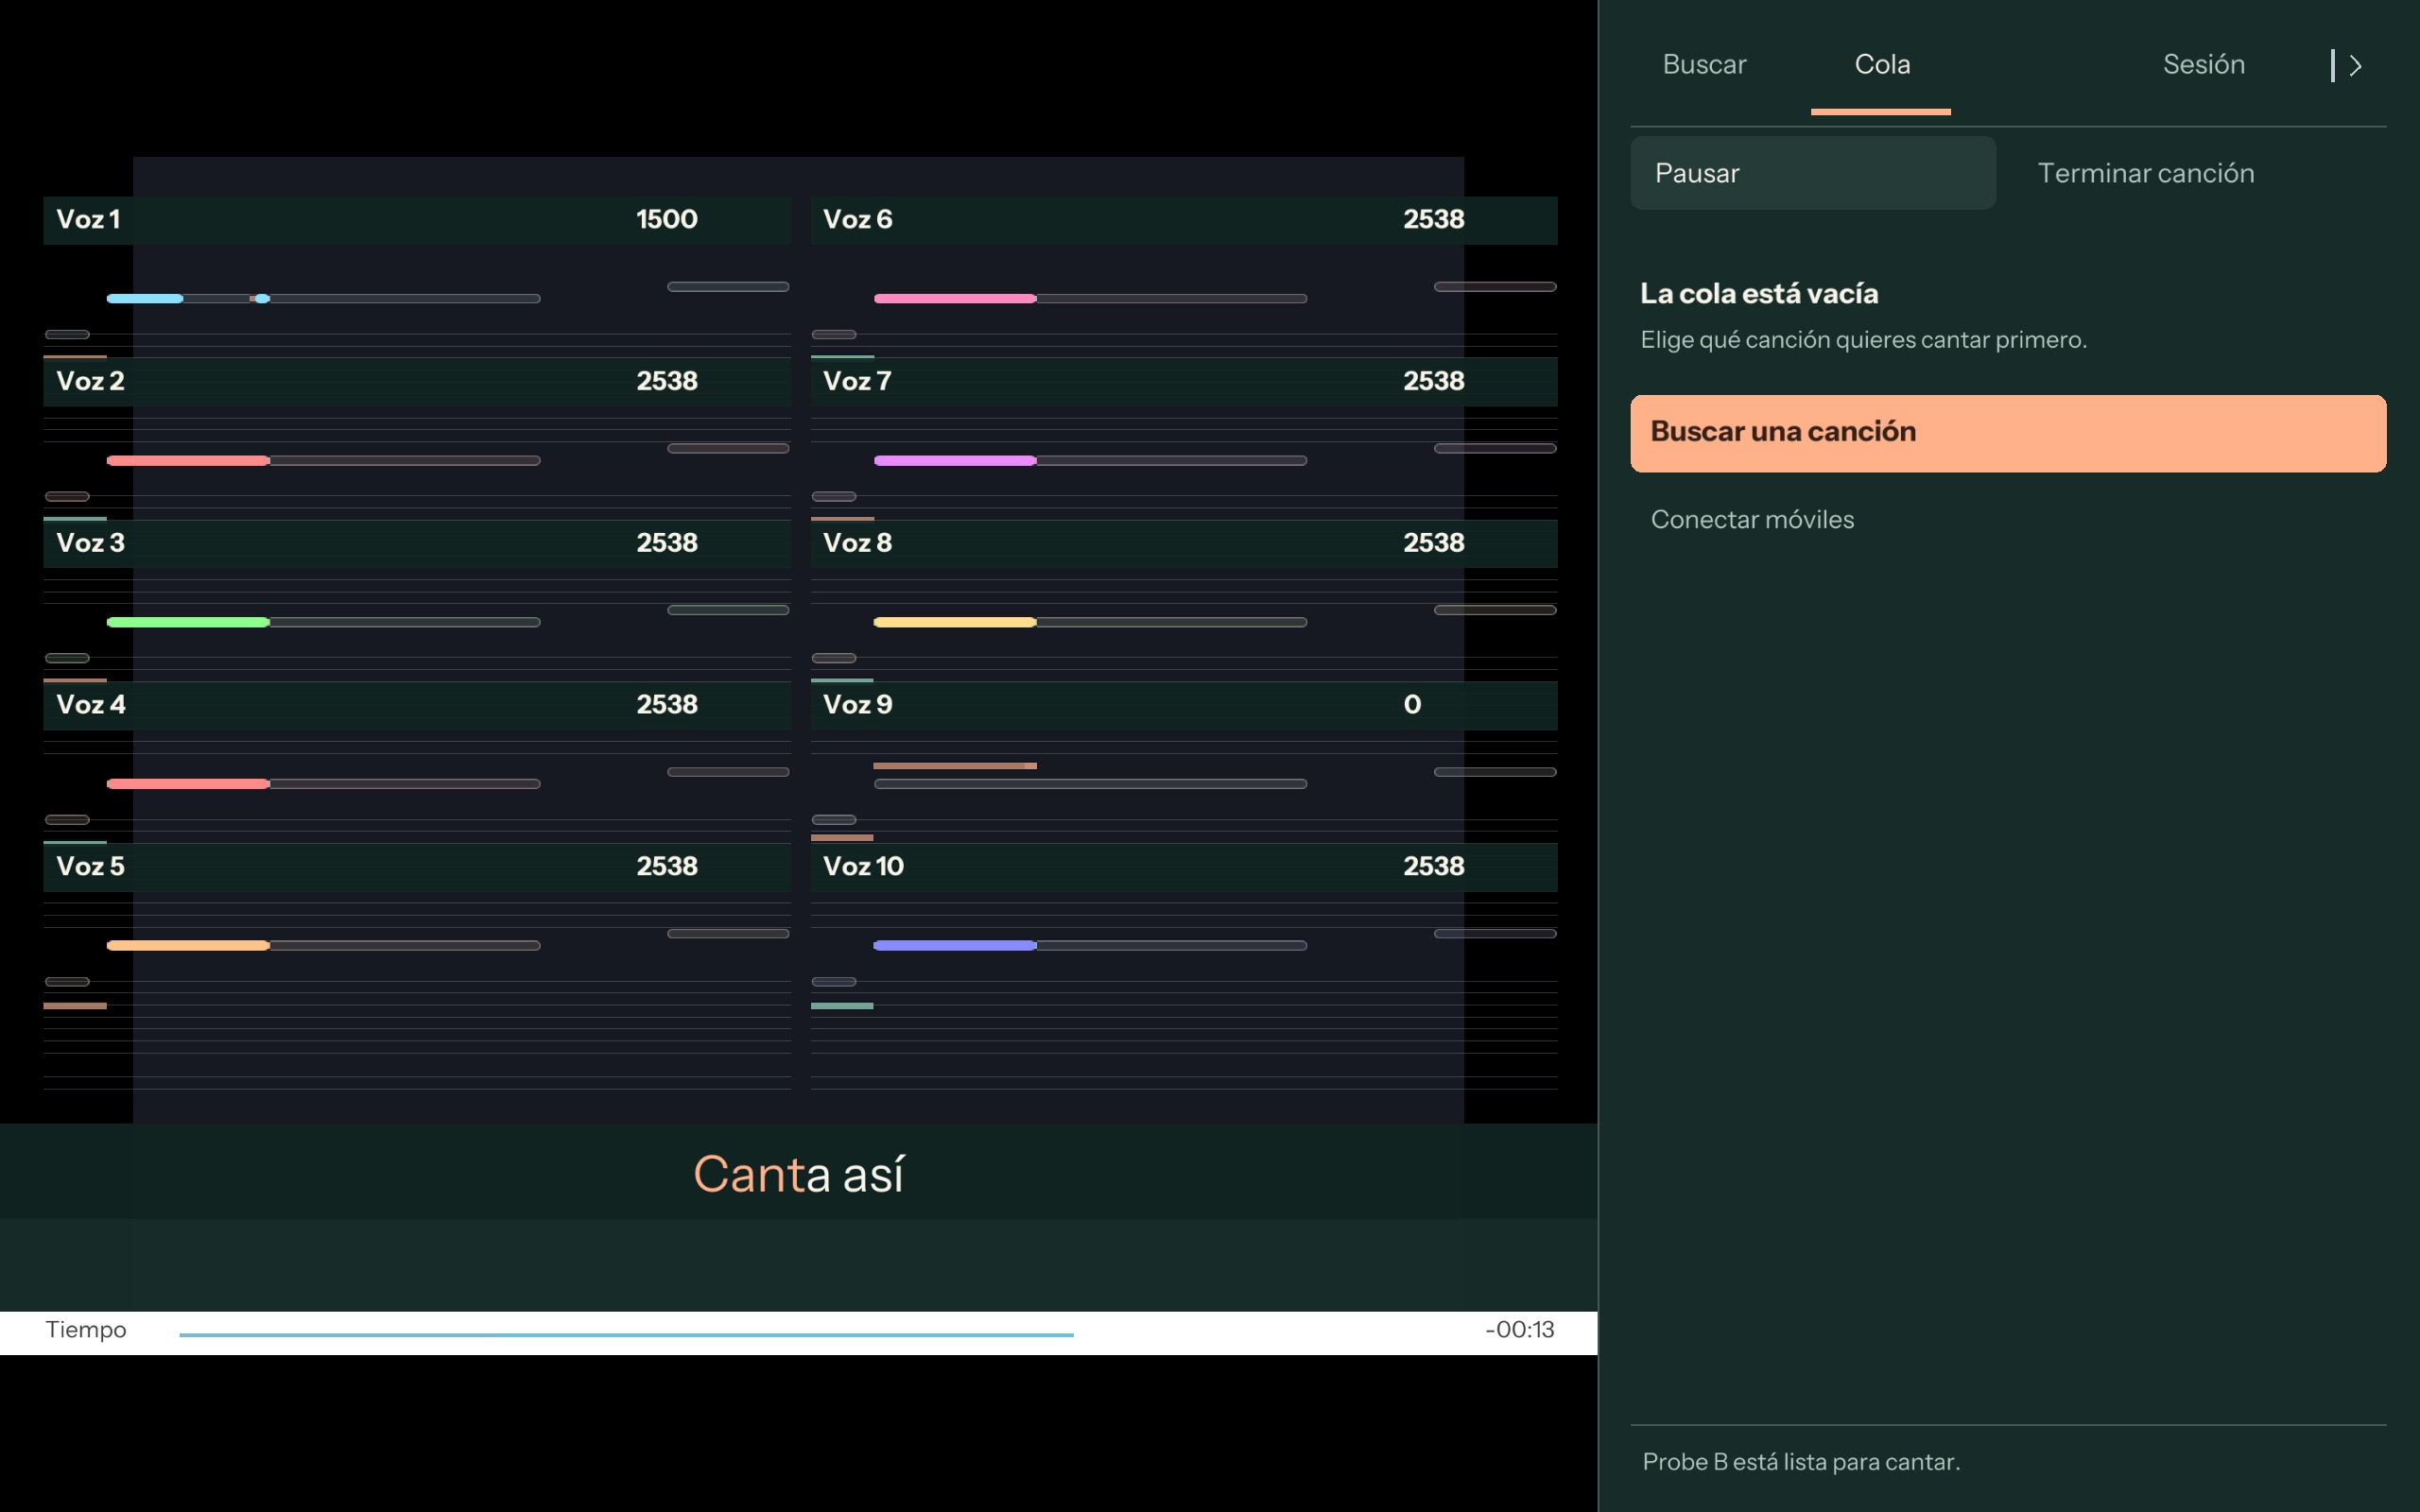 Voz 1 1500
Voz 2 2538
Voz 3 2538
Voz 4 2538
Voz 5 2538
Voz 6 2538
Voz 7 2538
Voz 8 2538
Voz 9 0
Voz 10 2538
Canta así
Tiempo -00:13
Buscar Cola Sesión
Pausar Terminar canción
La cola está vacía
Elige qué canción quieres cantar primero.
Buscar una canción
Conectar móviles
Probe B está lista para cantar.